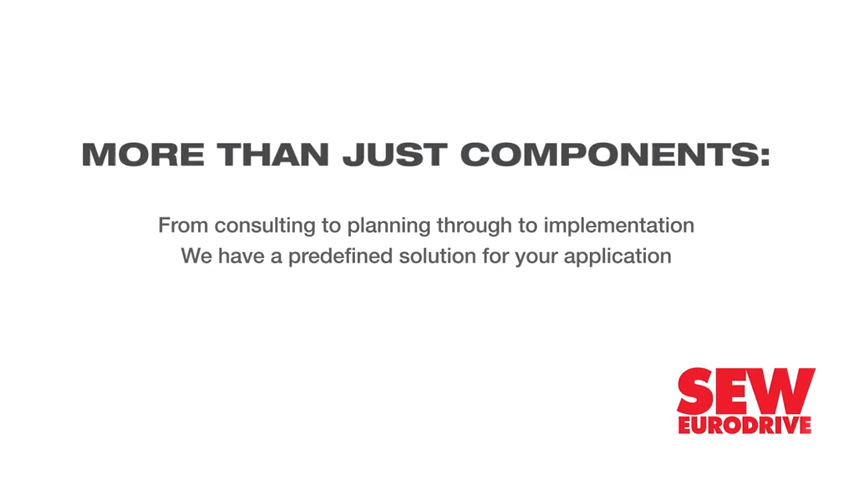 MORE THAN JUST COMPONENTS:
From consulting to planning through to implementation
We have a predefined solution for your application
SEW
EURODRIVE